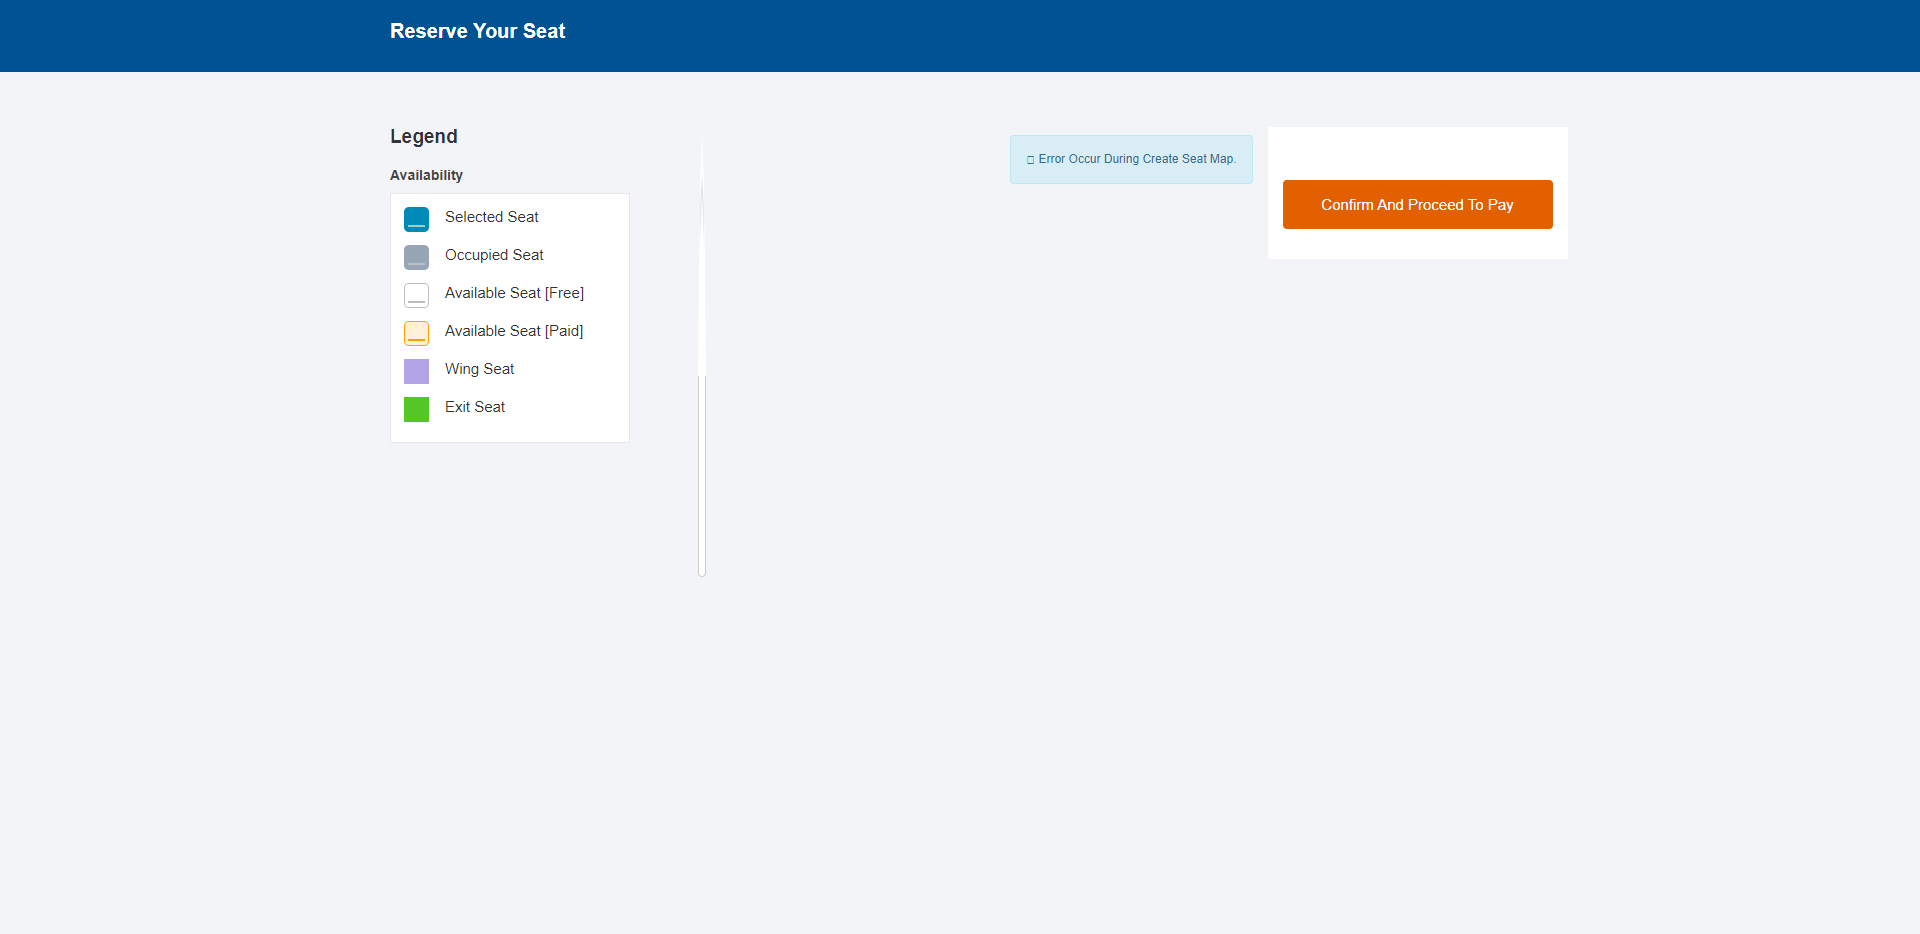 Reserve Your Seat
Legend
Availability
Selected Seat
Occupied Seat
Available Seat [Free]
Available Seat [Paid]
Wing Seat
Exit Seat
Error Occur During Create Seat Map.
Confirm And Proceed To Pay